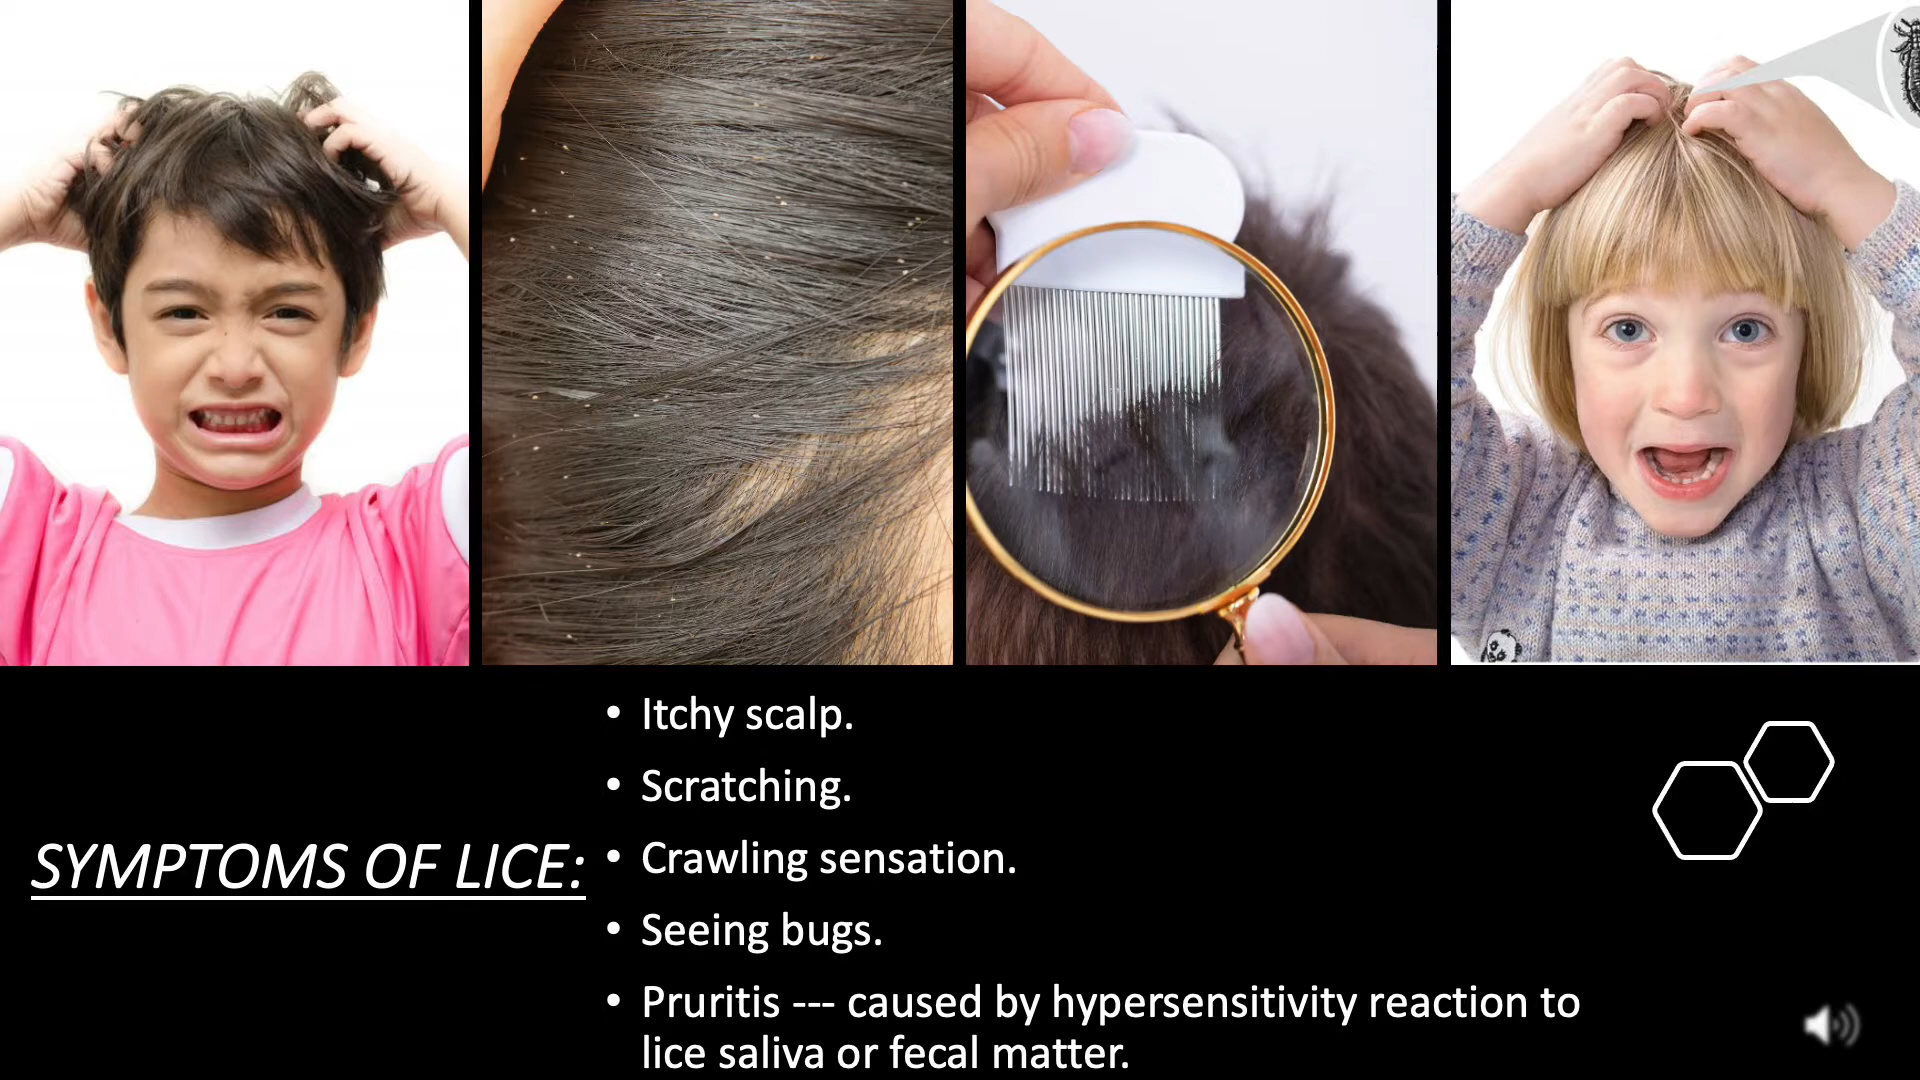 SYMPTOMS OF LICE:
• Itchy scalp.
• Scratching.
• Crawling sensation.
• Seeing bugs.
• Pruritis --- caused by hypersensitivity reaction to
lice saliva or fecal matter.